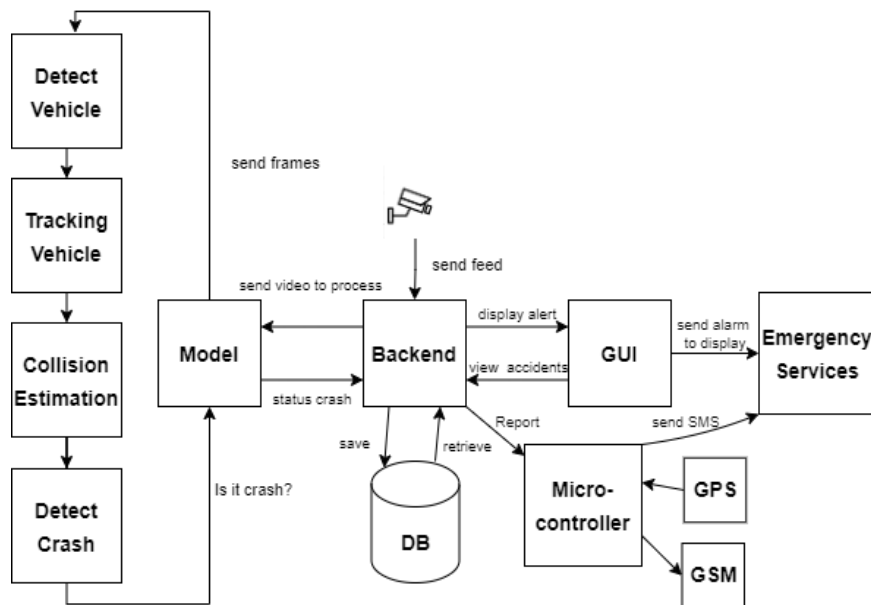 Detect
Vehicle
send frames
Tracking
Vehicle
send feed
send video to process
display alert
send alarm
to display
Emergency
Services
Model
Backend
GUI
Collision
Estimation
status crash
view accidents
save
retrieve
Report
send SMS
Is it crash?
Detect
Crash
DB
Micro-
controller
GPS
GSM